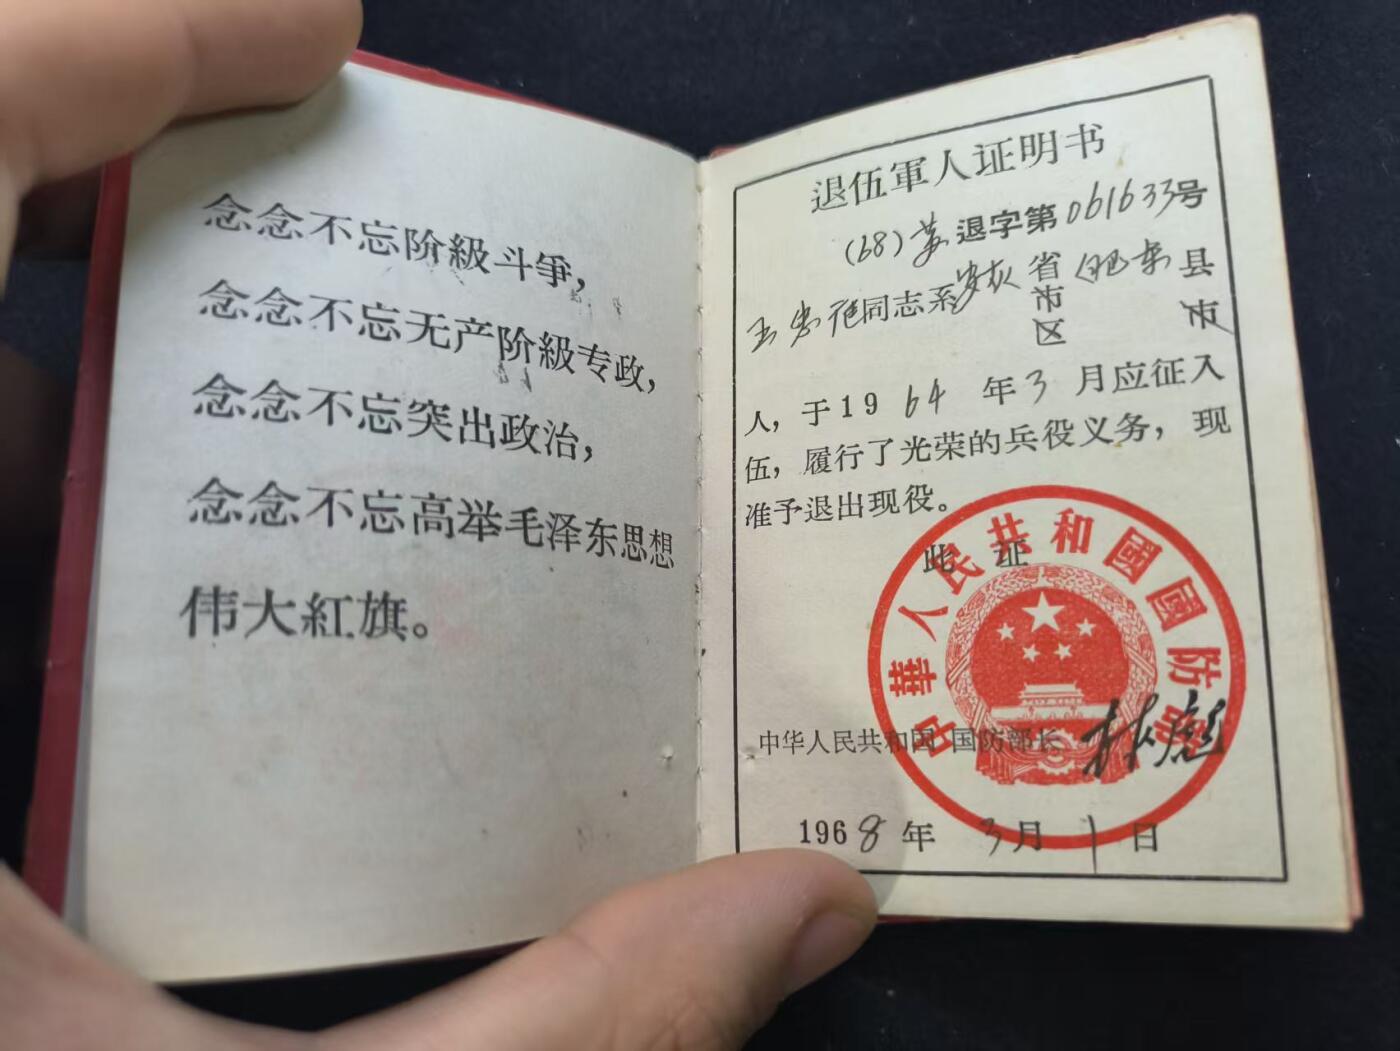 念念不忘阶級斗爭，
念念不忘无产阶級专政，
念念不忘突出政治，
念念不忘高举毛泽东思想
伟大紅旗。
退伍軍人证明书
(68)苏退字第061633号
同志系安灰省市区肥东县市
人，于1964年3月应征入
伍，履行了光荣的兵役义务，现
准予退出现役。
此证
中華人民共和國國防部
中华人民共和国 国防部长 林彪
1968年3月1日